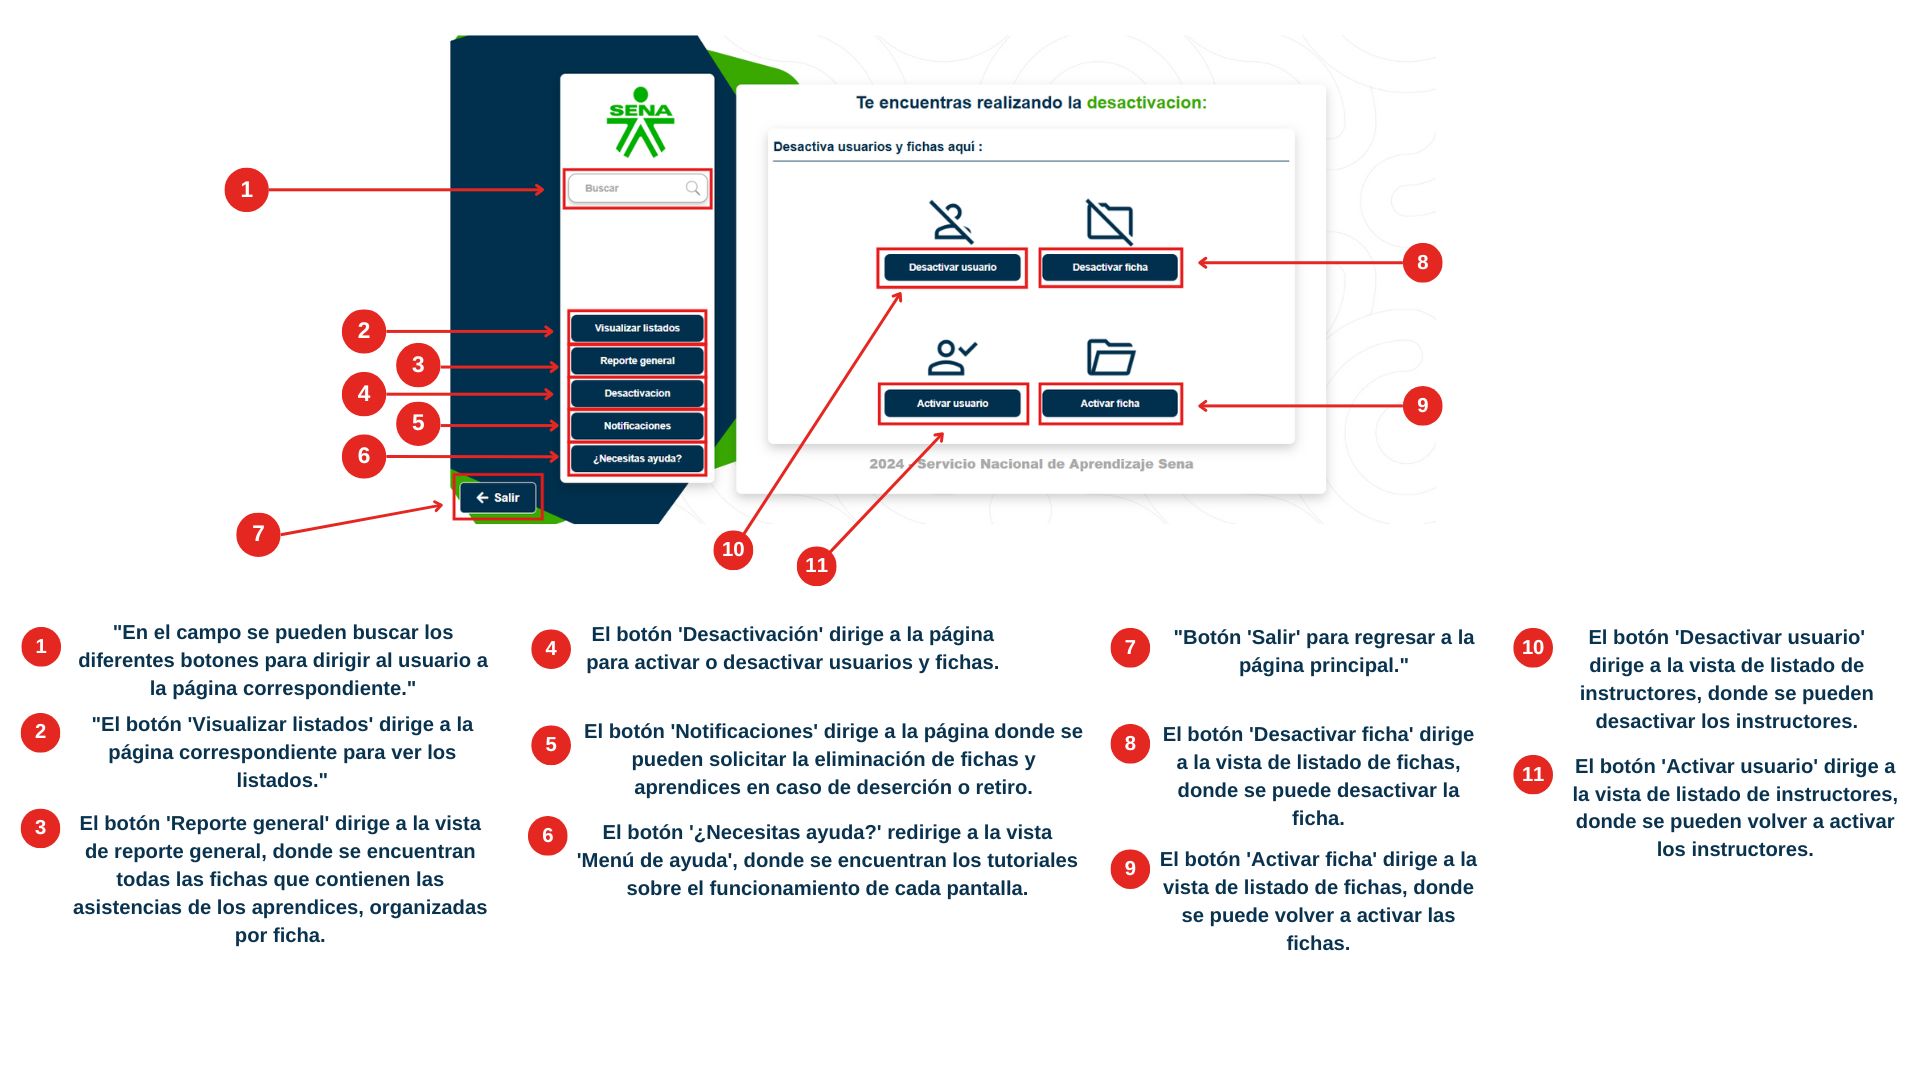 SENA
Te encuentras realizando la desactivacion:
Desactiva usuarios y fichas aquí :
1
Buscar
Desactivar usuario
Desactivar ficha
8
2
Visualizar listados
3
Reporte general
4
Desactivacion
Activar usuario
Activar ficha
9
5
Notificaciones
6
¿Necesitas ayuda?
2024 - Servicio Nacional de Aprendizaje Sena
Salir
7
10
11
1
"En el campo se pueden buscar los
diferentes botones para dirigir al usuario a
la página correspondiente."
2
"El botón 'Visualizar listados' dirige a la
página correspondiente para ver los
listados."
3
El botón 'Reporte general' dirige a la vista
de reporte general, donde se encuentran
todas las fichas que contienen las
asistencias de los aprendices, organizadas
por ficha.
4
El botón 'Desactivación' dirige a la página
para activar o desactivar usuarios y fichas.
5
El botón 'Notificaciones' dirige a la página donde se
pueden solicitar la eliminación de fichas y
aprendices en caso de deserción o retiro.
6
El botón '¿Necesitas ayuda?' redirige a la vista
'Menú de ayuda', donde se encuentran los tutoriales
sobre el funcionamiento de cada pantalla.
7
"Botón 'Salir' para regresar a la
página principal."
8
El botón 'Desactivar ficha' dirige
a la vista de listado de fichas,
donde se puede desactivar la
ficha.
9
El botón 'Activar ficha' dirige a la
vista de listado de fichas, donde
se puede volver a activar las
fichas.
10
El botón 'Desactivar usuario'
dirige a la vista de listado de
instructores, donde se pueden
desactivar los instructores.
11
El botón 'Activar usuario' dirige a
la vista de listado de instructores,
donde se pueden volver a activar
los instructores.